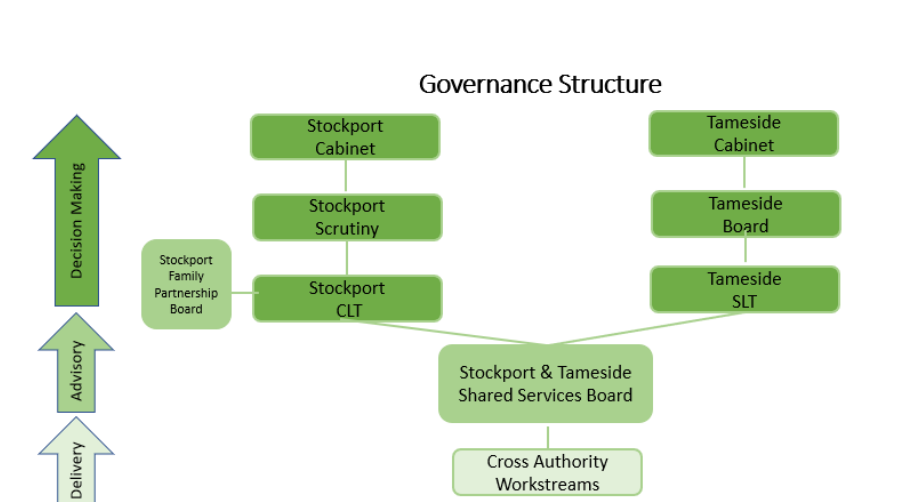 Governance Structure
Stockport
Cabinet
Tameside
Cabinet
Decision Making
Stockport
Scrutiny
Tameside
Board
Stockport
Family
Partnership
Board
Stockport
CLT
Tameside
SLT
Advisory
Stockport & Tameside
Shared Services Board
Delivery
Cross Authority
Workstreams